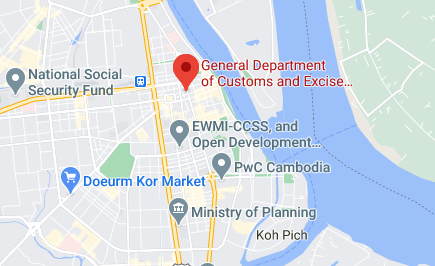 General Department
of Customs and Excise…
National Social
Security Fund
EWMI-CCSS, and
Open Development…
PwC Cambodia
Doeurm Kor Market
Ministry of Planning
Koh Pich